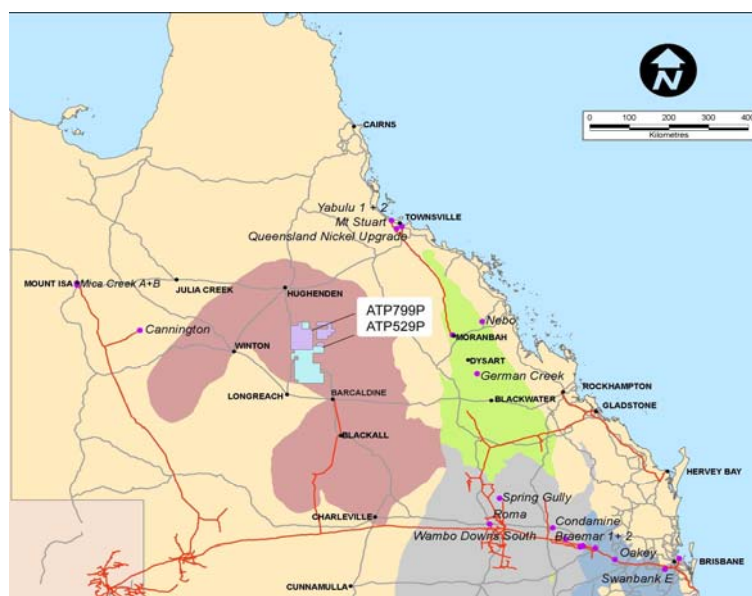 N
0 100 200 300 400
Kilometres
CAIRNS
Yabulu 1 + 2
TOWNSVILLE
Mt Stuart
Queensland Nickel Upgrade
MOUNT ISA
Mica Creek A+B
JULIA CREEK
HUGHENDEN
ATP799P
ATP529P
Cannington
Nebo
WINTON
MORANBAH
DYSART
German Creek
LONGREACH
BARCALDINE
BLACKWATER
ROCKHAMPTON
GLADSTONE
BLACKALL
HERVEY BAY
Spring Gully
CHARLEVILLE
Roma
Condamine
Wambo Downs South
Braemar 1+ 2
Oakey
BRISBANE
Swanbank E
CUNNAMULLA